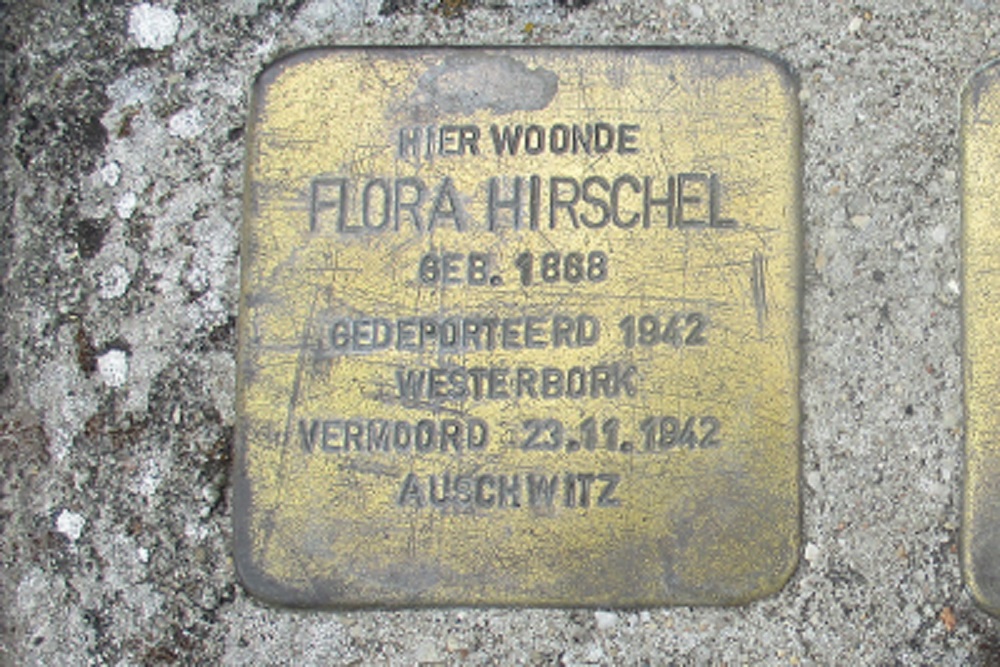 HIER WOONDE
FLORA HIRSCHEL
GEB. 1868
GEDEPORTEERD 1942
WESTERBORK
VERMOORD 23.11.1942
AUSCHWITZ